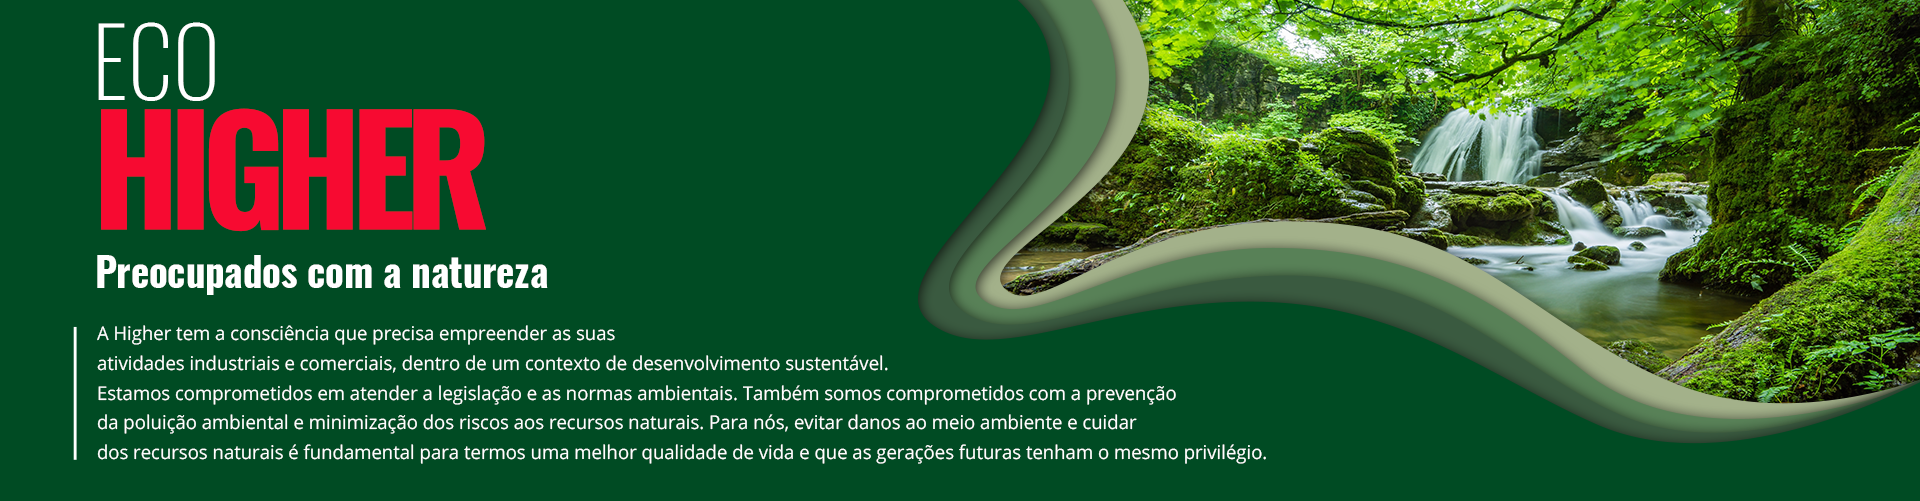 ECO
HIGHER
Preocupados com a natureza
A Higher tem a consciência que precisa empreender as suas
atividades industriais e comerciais, dentro de um contexto de desenvolvimento sustentável.
Estamos comprometidos em atender a legislação e as normas ambientais. Também somos comprometidos com a prevenção
da poluição ambiental e minimização dos riscos aos recursos naturais. Para nós, evitar danos ao meio ambiente e cuidar
dos recursos naturais é fundamental para termos uma melhor qualidade de vida e que as gerações futuras tenham o mesmo privilégio.